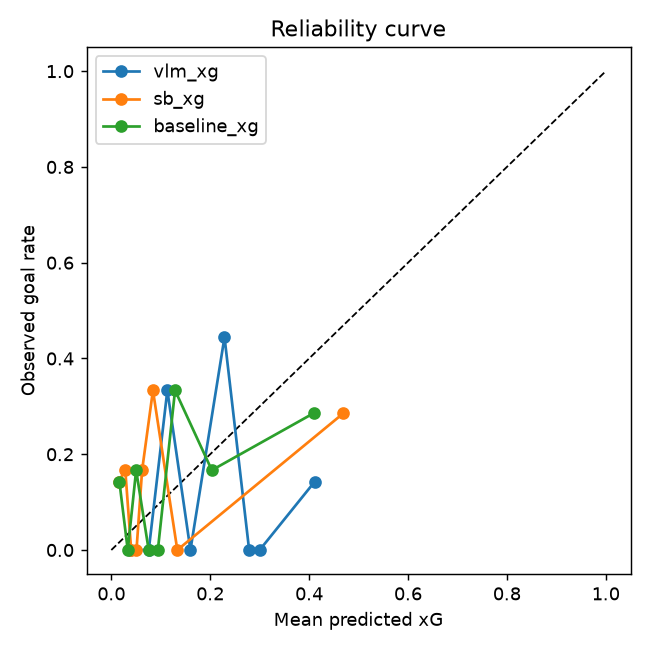 Reliability curve
vlm_xg
sb_xg
baseline_xg
Observed goal rate
1.0
0.8
0.6
0.4
0.2
0.0
0.0 0.2 0.4 0.6 0.8 1.0
Mean predicted xG